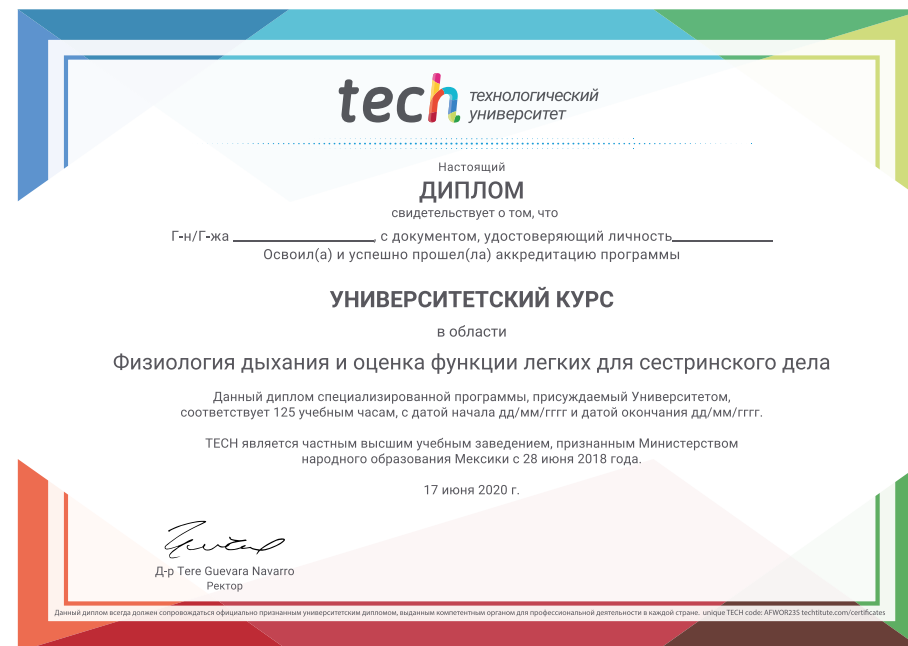 tech технологический
университет
Настоящий
ДИПЛОМ
свидетельствует о том, что
Г-н/Г-жа ____________________, с документом, удостоверяющий личность______________
Освоил(а) и успешно прошел(ла) аккредитацию программы
УНИВЕРСИТЕТСКИЙ КУРС
в области
Физиология дыхания и оценка функции легких для сестринского дела
Данный диплом специализированной программы, присуждаемый Университетом,
соответствует 125 учебным часам, с датой начала дд/мм/гггг и датой окончания дд/мм/гггг.
TECH является частным высшим учебным заведением, признанным Министерством
народного образования Мексики с 28 июня 2018 года.
17 июня 2020 г.
Д-р Tere Guevara Navarro
Ректор
Данный диплом всегда должен сопровождаться официально признанным университетским дипломом, выданным компетентным органом для профессиональной деятельности в каждой стране. unique TECH code: AFWOR23S techtitute.com/certificates